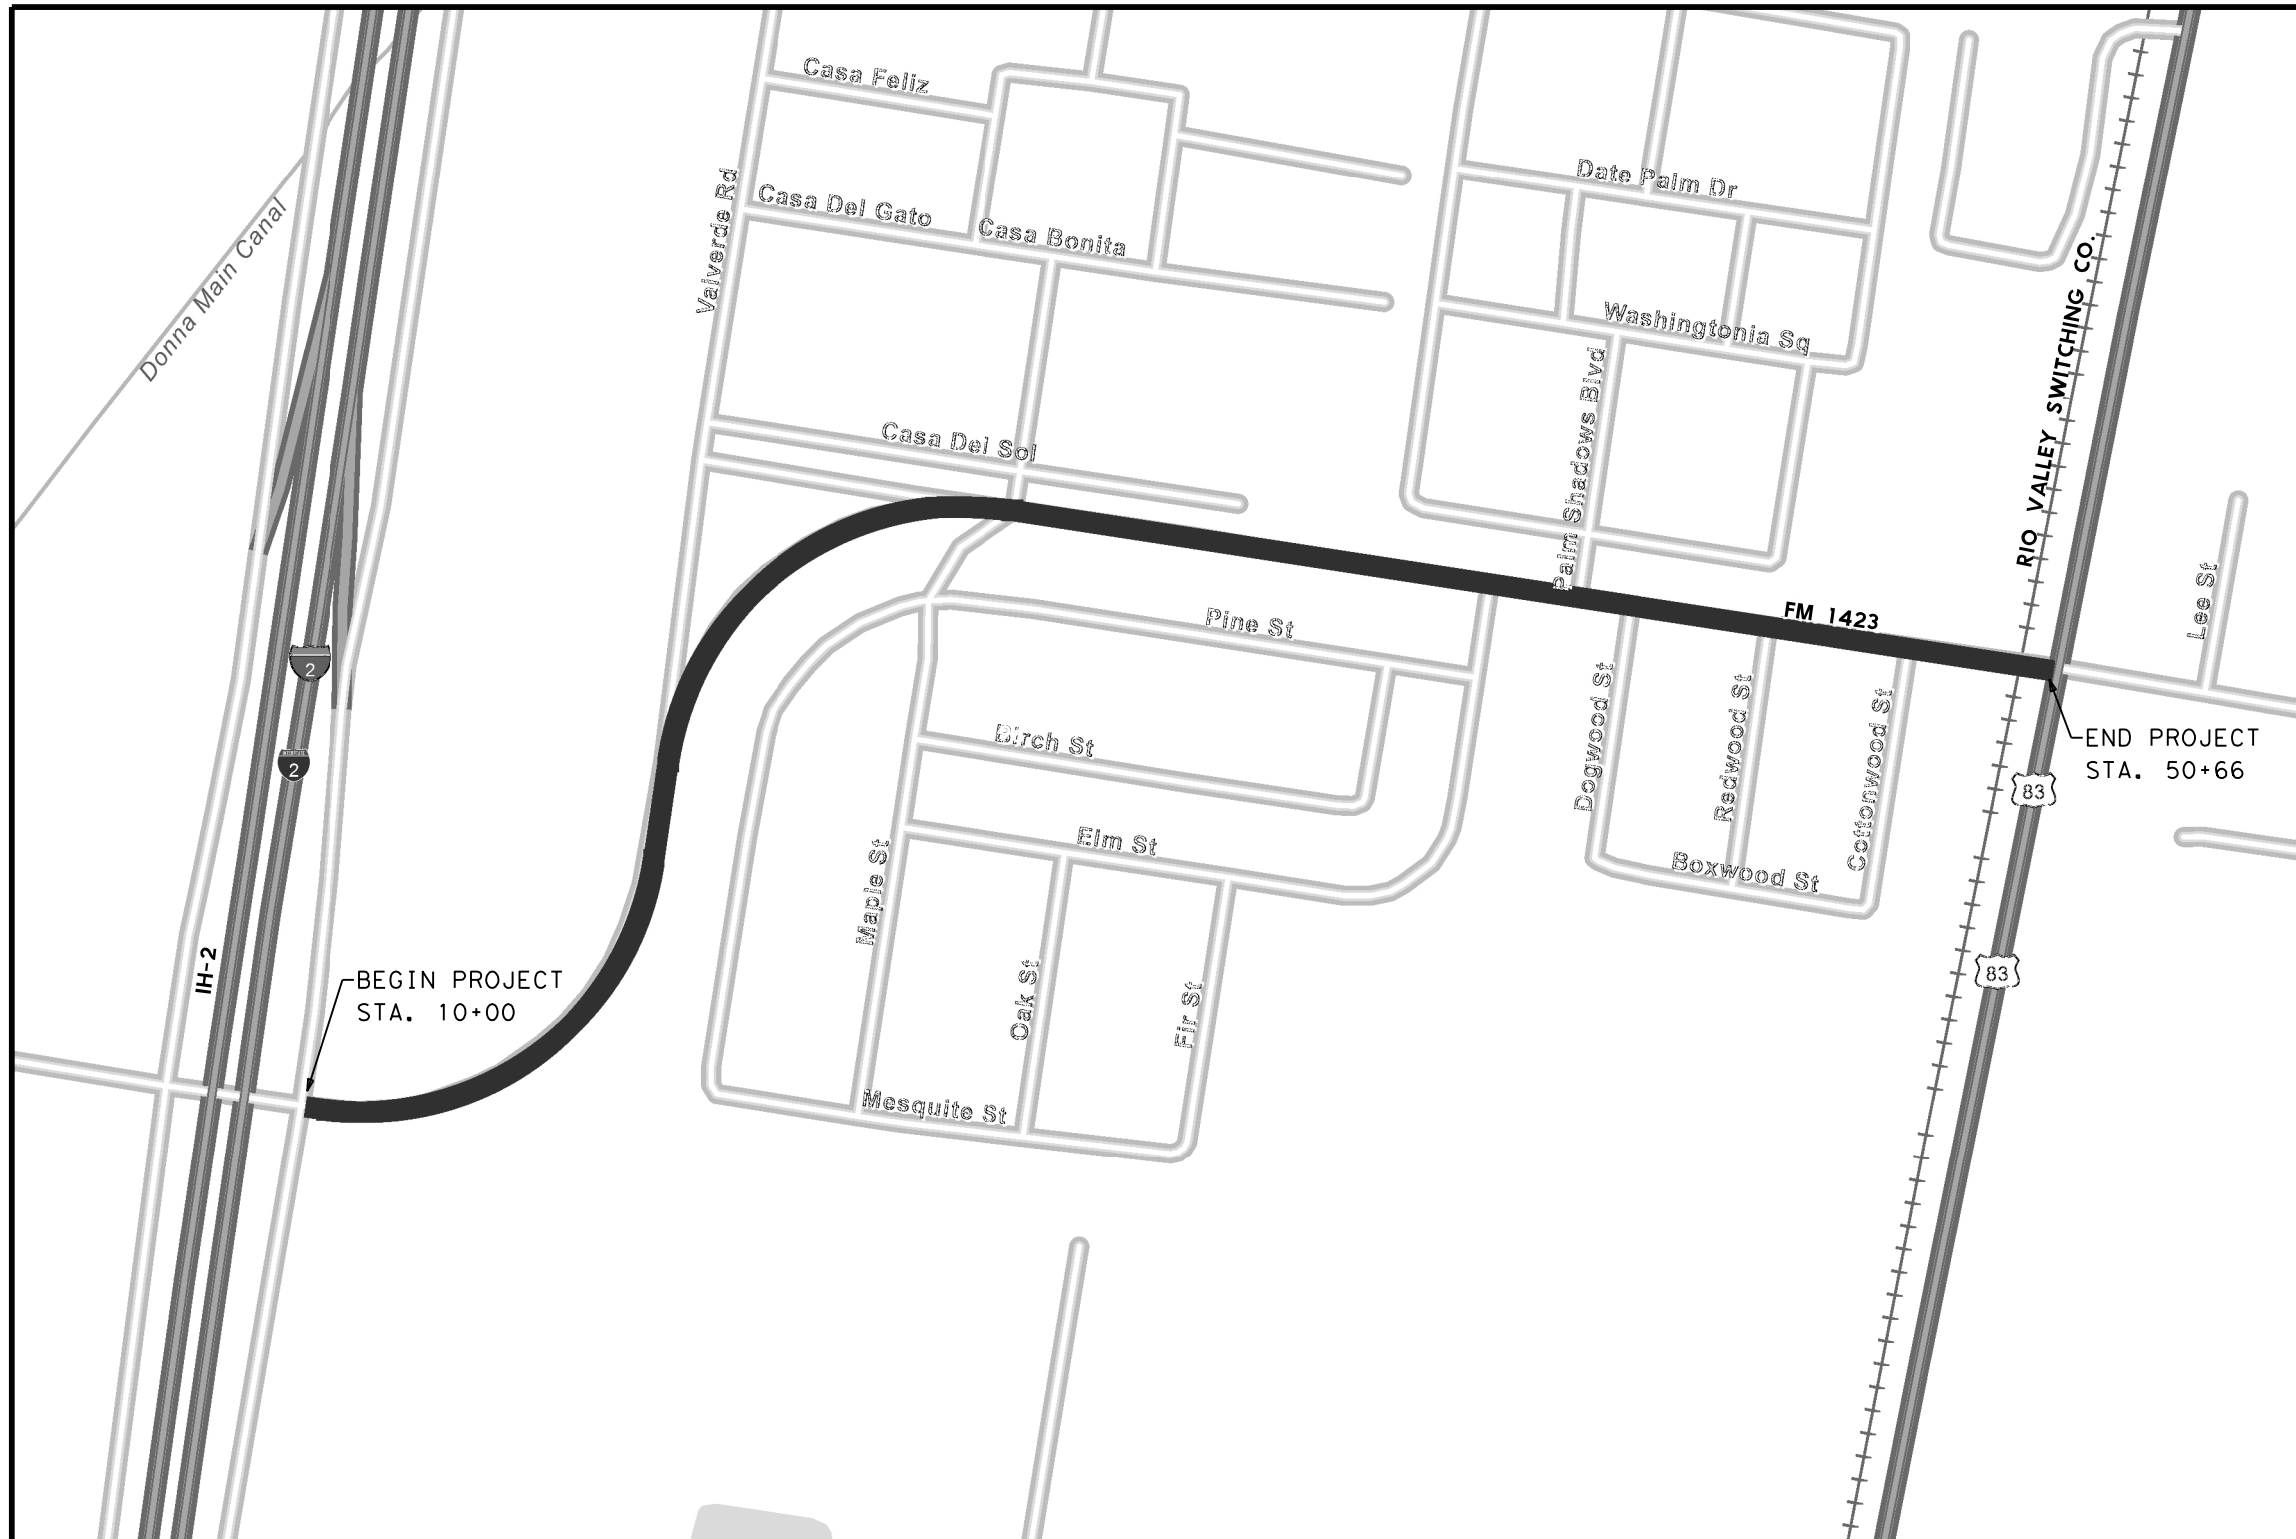 Casa Feliz
Donna Main Canal
Valverde Rd
Casa Del Gato
Casa Bonita
Date Palm Dr
Washingtonia Sq
RIO VALLEY SWITCHING CO.
Palm Shadows Blvd
Casa Del Sol
Lee St
FM 1423
Pine St
2
Birch St
Dogwood St
Redwood St
Cottonwood St
END PROJECT
STA. 50+66
2
83
Elm St
Maple St
Boxwood St
IH-2
BEGIN PROJECT
STA. 10+00
Oak St
Fir St
83
Mesquite St